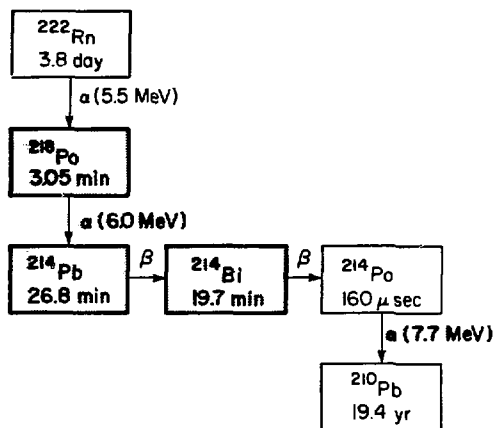 ²²²Rn
3.8 day
α (5.5 MeV)
²¹⁸Po
3.05 min
α (6.0 MeV)
²¹⁴Pb
26.8 min
β
²¹⁴Bi
19.7 min
β
²¹⁴Po
160 μ sec
α (7.7 MeV)
²¹⁰Pb
19.4 yr